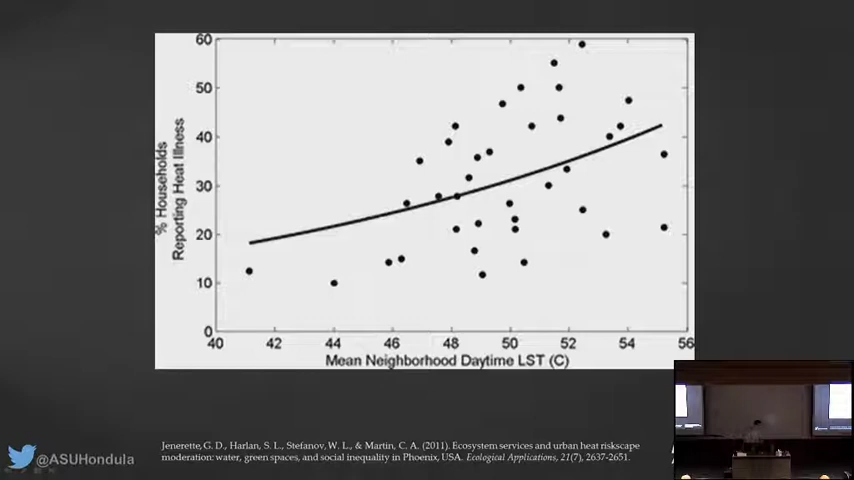 60
50
40
30
20
10
0
% Households
Reporting Heat Illness
40 42 44 46 48 50 52 54 56
Mean Neighborhood Daytime LST (C)
Jenerette, G. D., Harlan, S. L., Stefanov, W. L., & Martin, C. A. (2011). Ecosystem services and urban heat riskscape
moderation: water, green spaces, and social inequality in Phoenix, USA. Ecological Applications, 21(7), 2637-2651.
@ASUHondula